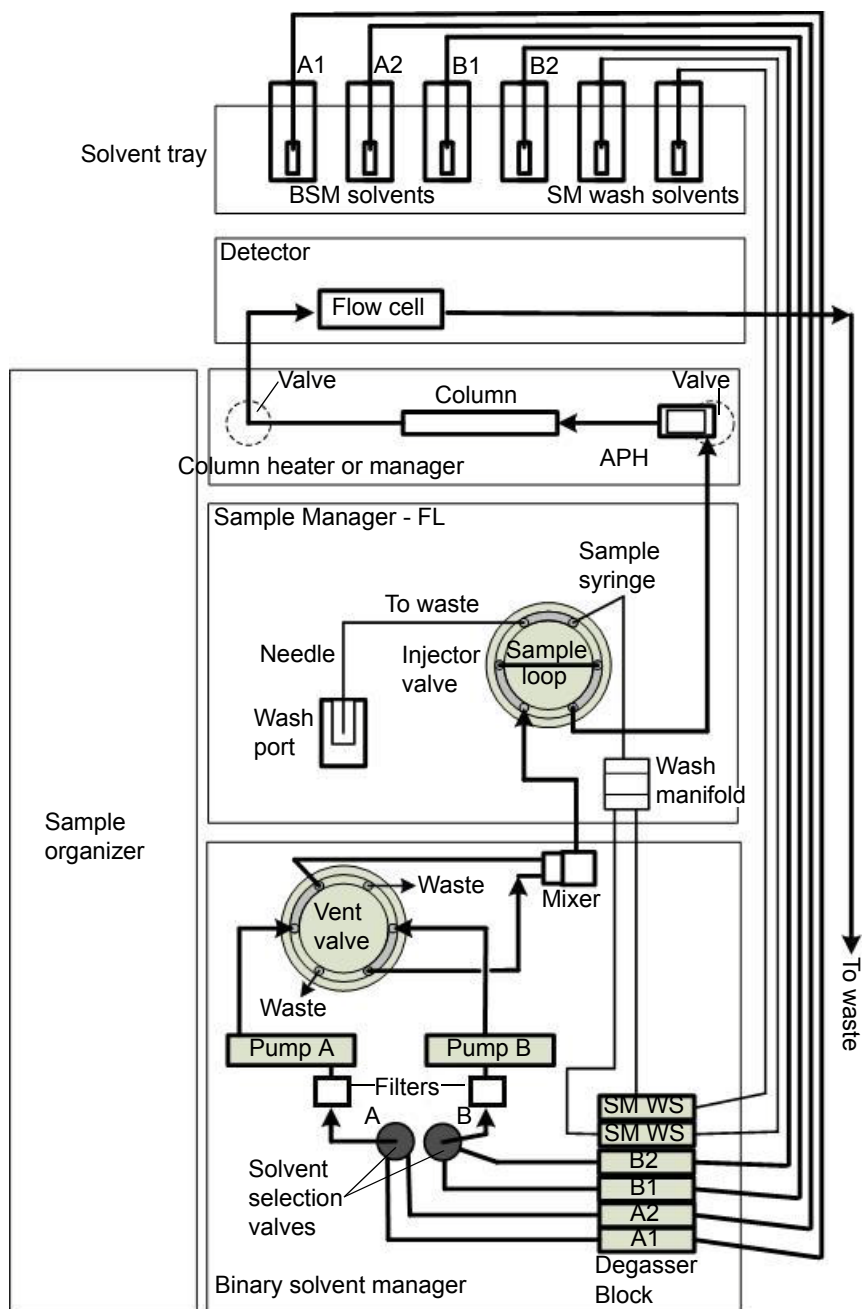 A1
A2
B1
B2
Solvent tray
BSM solvents
SM wash solvents
Detector
Flow cell
Valve
Column
Valve
APH
Column heater or manager
Sample Manager - FL
Sample
syringe
To waste
Needle
Injector
valve
Sample
loop
Wash
port
Wash
manifold
Sample
organizer
Waste
Mixer
Vent
valve
Waste
To waste
Pump A
Pump B
Filters
A
B
Solvent
selection
valves
SM WS
SM WS
B2
B1
A2
A1
Degasser
Block
Binary solvent manager